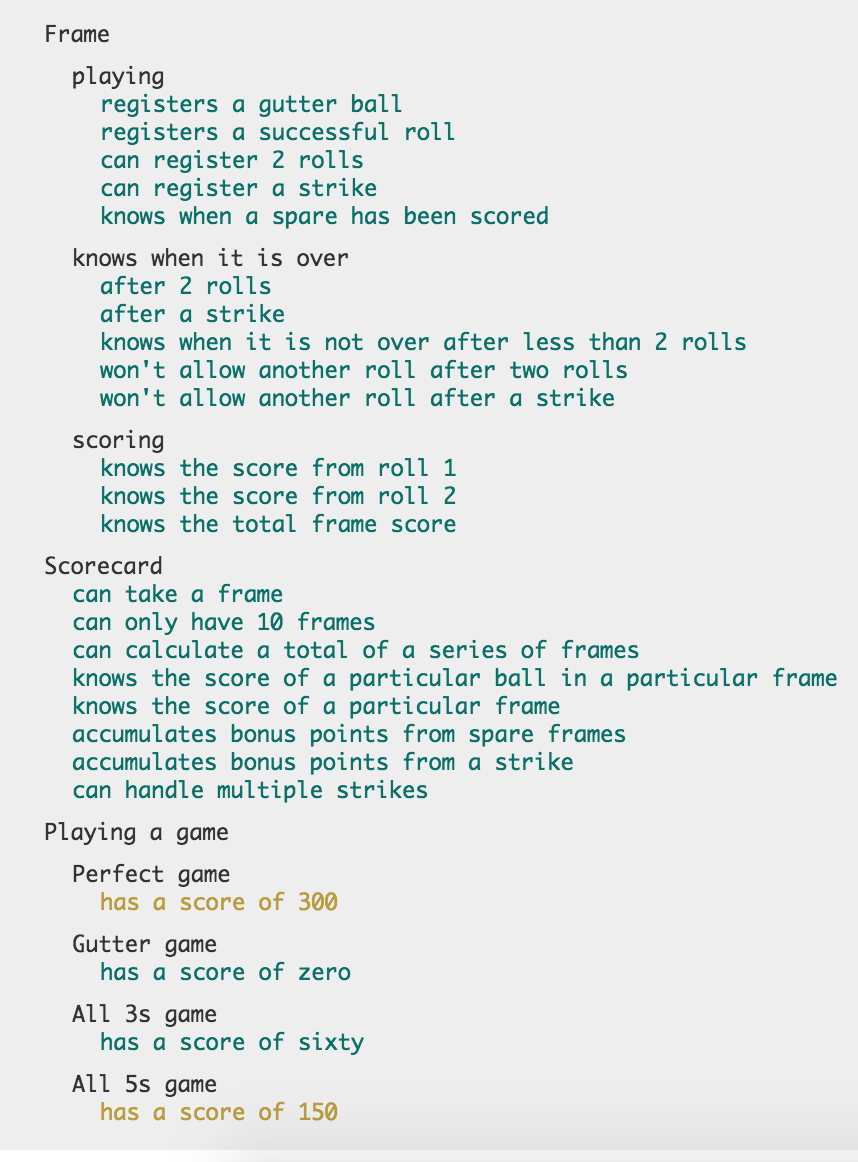 Frame
playing
registers a gutter ball
registers a successful roll
can register 2 rolls
can register a strike
knows when a spare has been scored
knows when it is over
after 2 rolls
after a strike
knows when it is not over after less than 2 rolls
won't allow another roll after two rolls
won't allow another roll after a strike
scoring
knows the score from roll 1
knows the score from roll 2
knows the total frame score
Scorecard
can take a frame
can only have 10 frames
can calculate a total of a series of frames
knows the score of a particular ball in a particular frame
knows the score of a particular frame
accumulates bonus points from spare frames
accumulates bonus points from a strike
can handle multiple strikes
Playing a game
Perfect game
has a score of 300
Gutter game
has a score of zero
All 3s game
has a score of sixty
All 5s game
has a score of 150